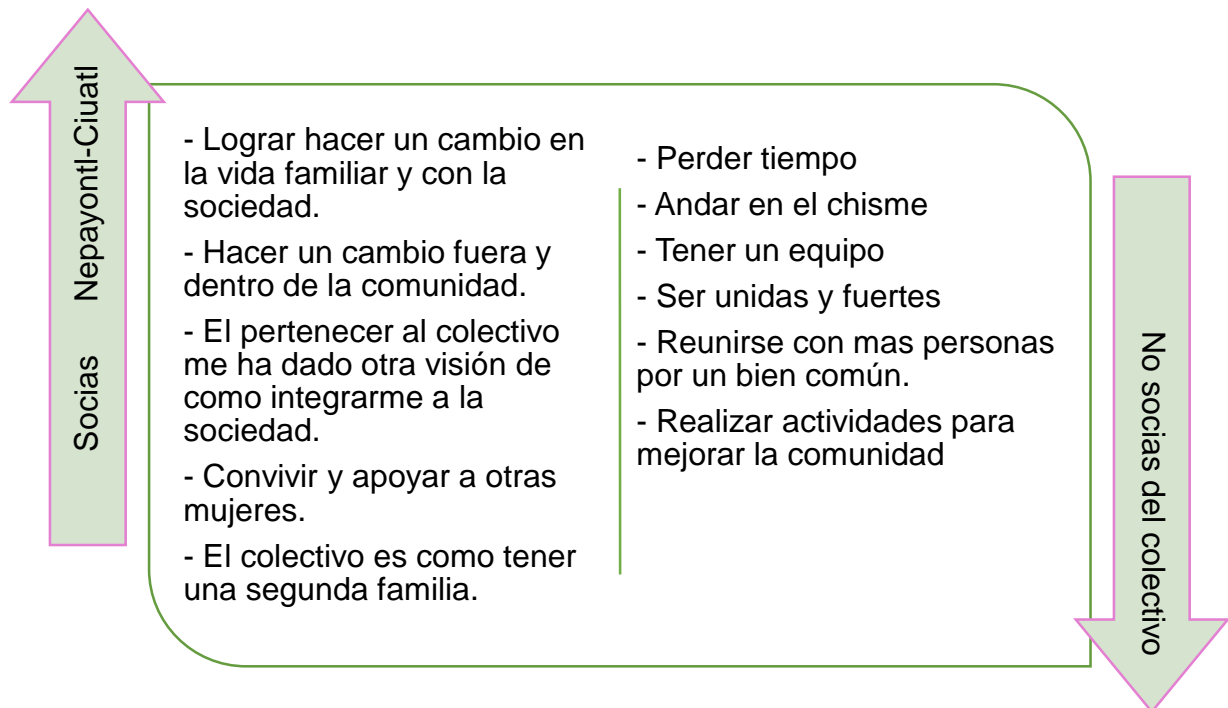 Socias Nepayontl-Ciuatl
- Lograr hacer un cambio en
la vida familiar y con la
sociedad.
- Hacer un cambio fuera y
dentro de la comunidad.
- El pertenecer al colectivo
me ha dado otra visión de
como integrarme a la
sociedad.
- Convivir y apoyar a otras
mujeres.
- El colectivo es como tener
una segunda familia.
- Perder tiempo
- Andar en el chisme
- Tener un equipo
- Ser unidas y fuertes
- Reunirse con mas personas
por un bien común.
- Realizar actividades para
mejorar la comunidad
No socias del colectivo